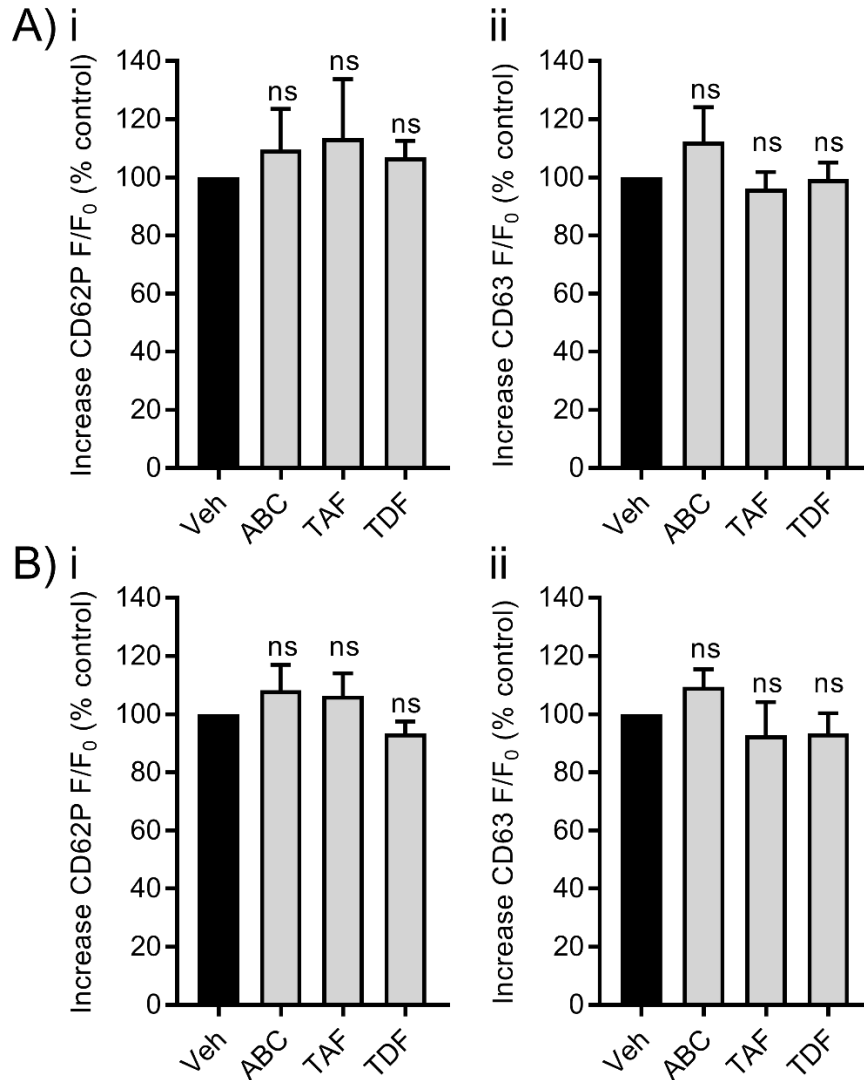 A) i
Increase CD62P F/F₀ (% control)
140
120
100
80
60
40
20
0
ns
ns
ns
Veh
ABC
TAF
TDF
ii
Increase CD63 F/F₀ (% control)
140
120
100
80
60
40
20
0
ns
ns
ns
Veh
ABC
TAF
TDF
B) i
Increase CD62P F/F₀ (% control)
140
120
100
80
60
40
20
0
ns
ns
ns
Veh
ABC
TAF
TDF
ii
Increase CD63 F/F₀ (% control)
140
120
100
80
60
40
20
0
ns
ns
ns
Veh
ABC
TAF
TDF